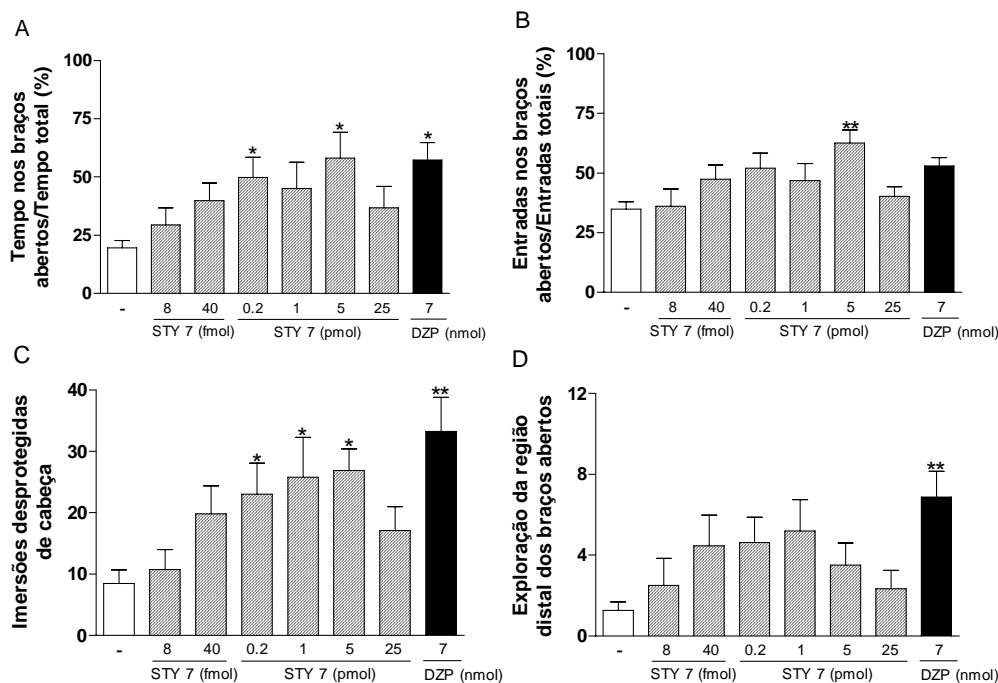 A
Tempo nos braços
abertos/Tempo total (%)
100
75
50
25
0
*
*
*
-
8
40
0.2
1
5
25
7
STY 7 (fmol)
STY 7 (pmol)
DZP (nmol)
B
Entradas nos braços
abertos/Entradas totais (%)
100
75
50
25
0
**
-
8
40
0.2
1
5
25
7
STY 7 (fmol)
STY 7 (pmol)
DZP (nmol)
C
Imersões desprotegidas
de cabeça
40
30
20
10
0
*
*
*
**
-
8
40
0.2
1
5
25
7
STY 7 (fmol)
STY 7 (pmol)
DZP (nmol)
D
Exploração da região
distal dos braços abertos
12
8
4
0
**
-
8
40
0.2
1
5
25
7
STY 7 (fmol)
STY 7 (pmol)
DZP (nmol)